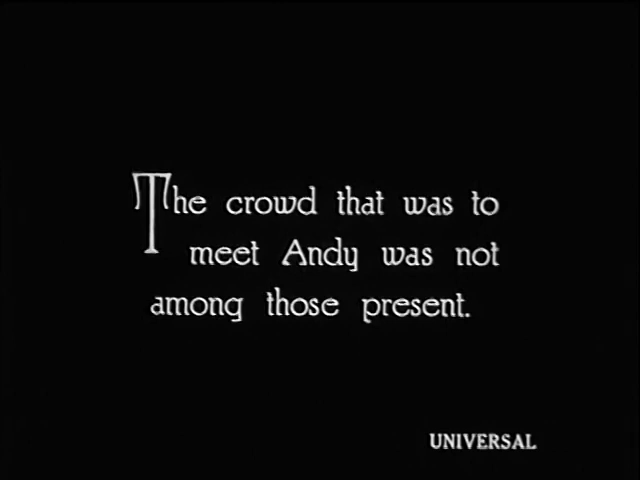 The crowd that was to
meet Andy was not
among those present.
UNIVERSAL